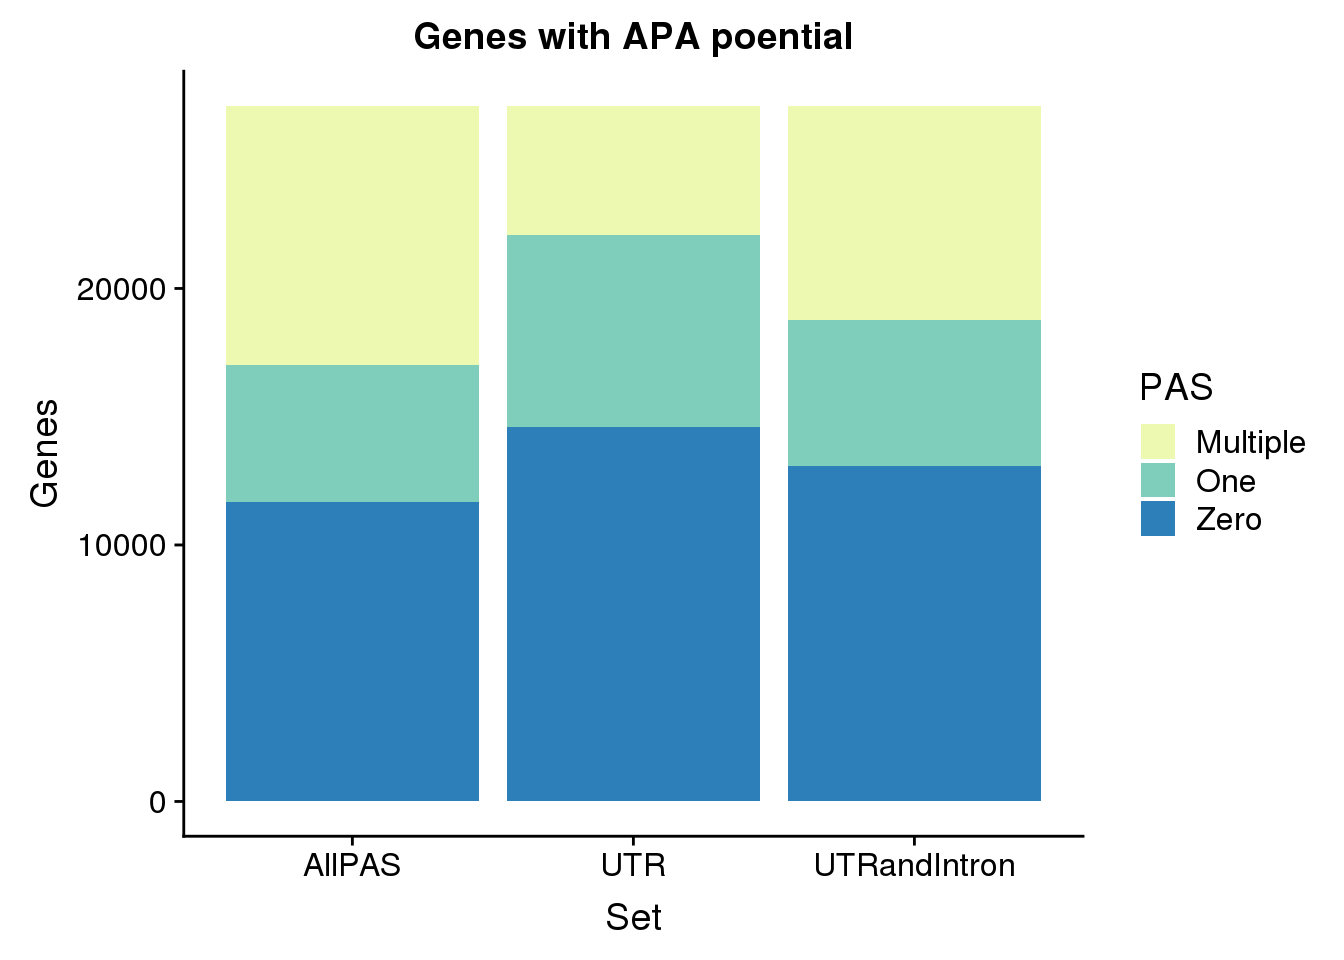 Genes with APA poential
Genes
20000
10000
0
AllPAS
UTR
UTRandIntron
Set
PAS
Multiple
One
Zero